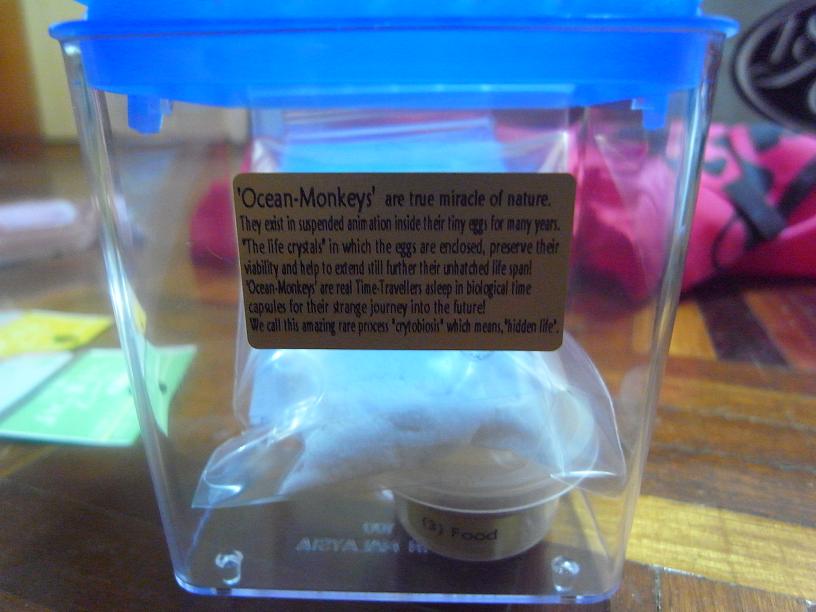 'Ocean-Monkeys' are true miracle of nature.
They exist in suspended animation inside their tiny eggs for many years.
"The life crystals" in which the eggs are enclosed, preserve their
viability and help to extend still further their unhatched life span!
'Ocean-Monkeys' are real Time-Travellers asleep in biological time
capsules for their strange journey into the future!
We call this amazing rare process "crytobiosis" which means, "hidden life".
(3) Food
MALAYSIA